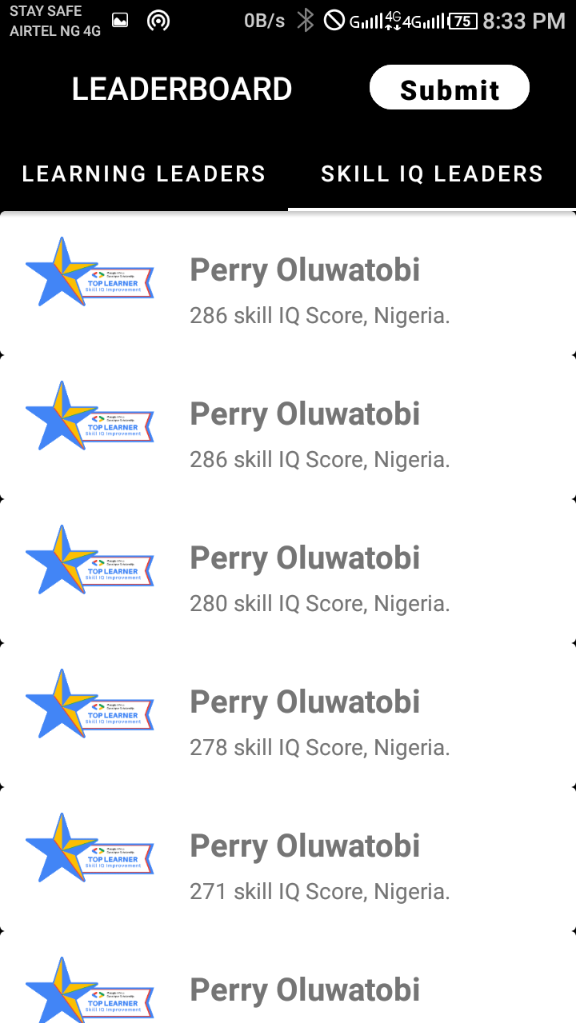 STAY SAFE
AIRTEL NG 4G
0B/s
G
4G
4G
75
8:33 PM
LEADERBOARD
Submit
LEARNING LEADERS
SKILL IQ LEADERS
TOP LEARNER
Skill IQ improvement
Perry Oluwatobi
286 skill IQ Score, Nigeria.
TOP LEARNER
Skill IQ improvement
Perry Oluwatobi
286 skill IQ Score, Nigeria.
TOP LEARNER
Skill IQ improvement
Perry Oluwatobi
280 skill IQ Score, Nigeria.
TOP LEARNER
Skill IQ improvement
Perry Oluwatobi
278 skill IQ Score, Nigeria.
TOP LEARNER
Skill IQ improvement
Perry Oluwatobi
271 skill IQ Score, Nigeria.
TOP LEARNER
Skill IQ improvement
Perry Oluwatobi